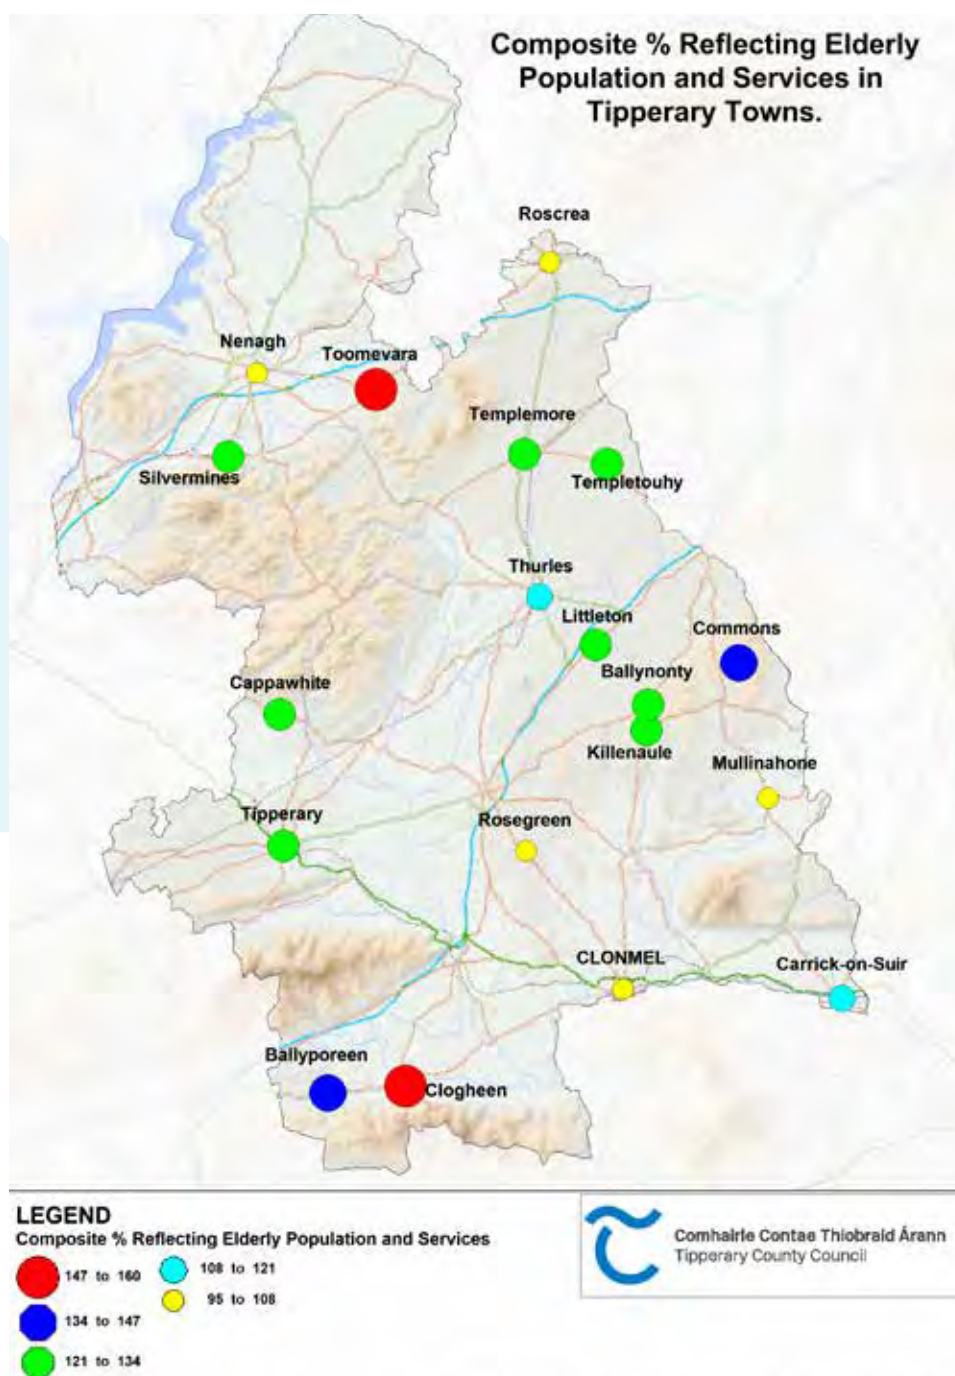 Composite % Reflecting Elderly
Population and Services in
Tipperary Towns.
Roscrea
Nenagh
Toomevara
Templemore
Silvermines
Templetouhy
Thurles
Littleton
Commons
Ballynonty
Cappawhite
Killenaule
Mullinahone
Tipperary
Rosegreen
CLONMEL
Carrick-on-Suir
Ballyporeen
Clogheen
LEGEND
Composite % Reflecting Elderly Population and Services
147 to 160
108 to 121
95 to 108
134 to 147
121 to 134
Comhairle Contae Thiobraid Árann
Tipperary County Council